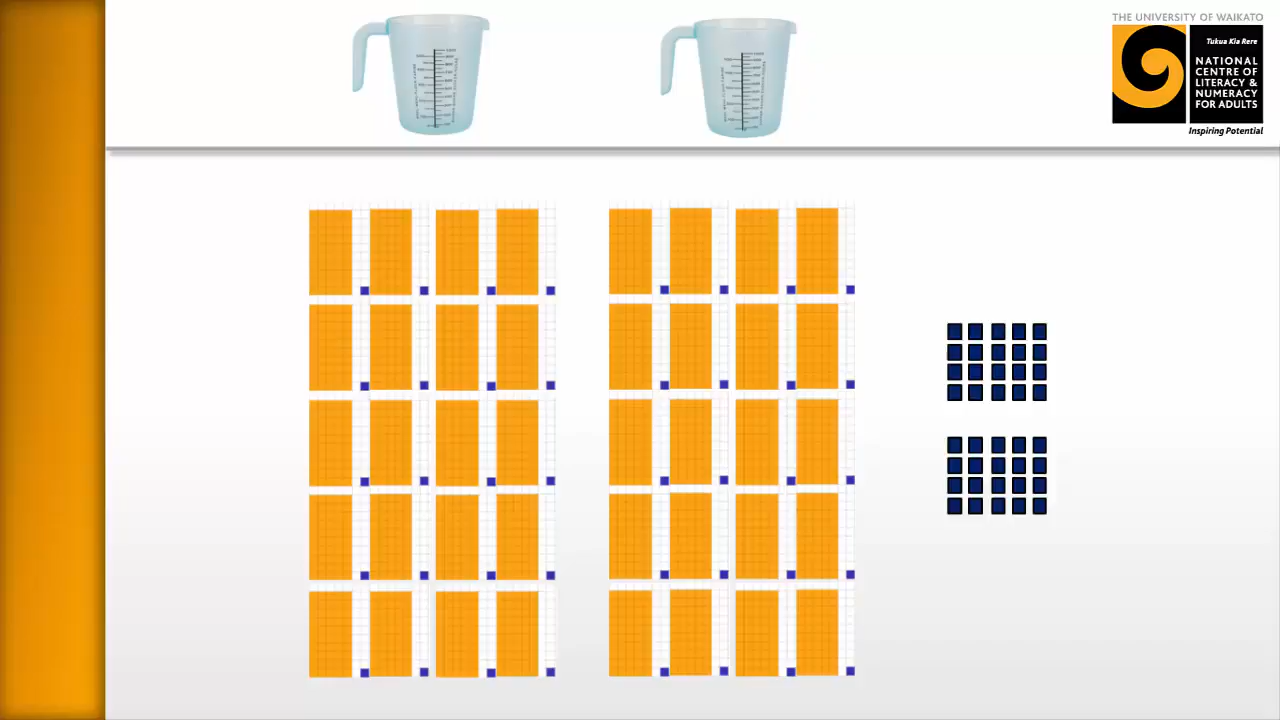 THE UNIVERSITY OF WAIKATO
Tukua Kia Rere
NATIONAL
CENTRE OF
LITERACY &
NUMERACY
FOR ADULTS
Inspiring Potential